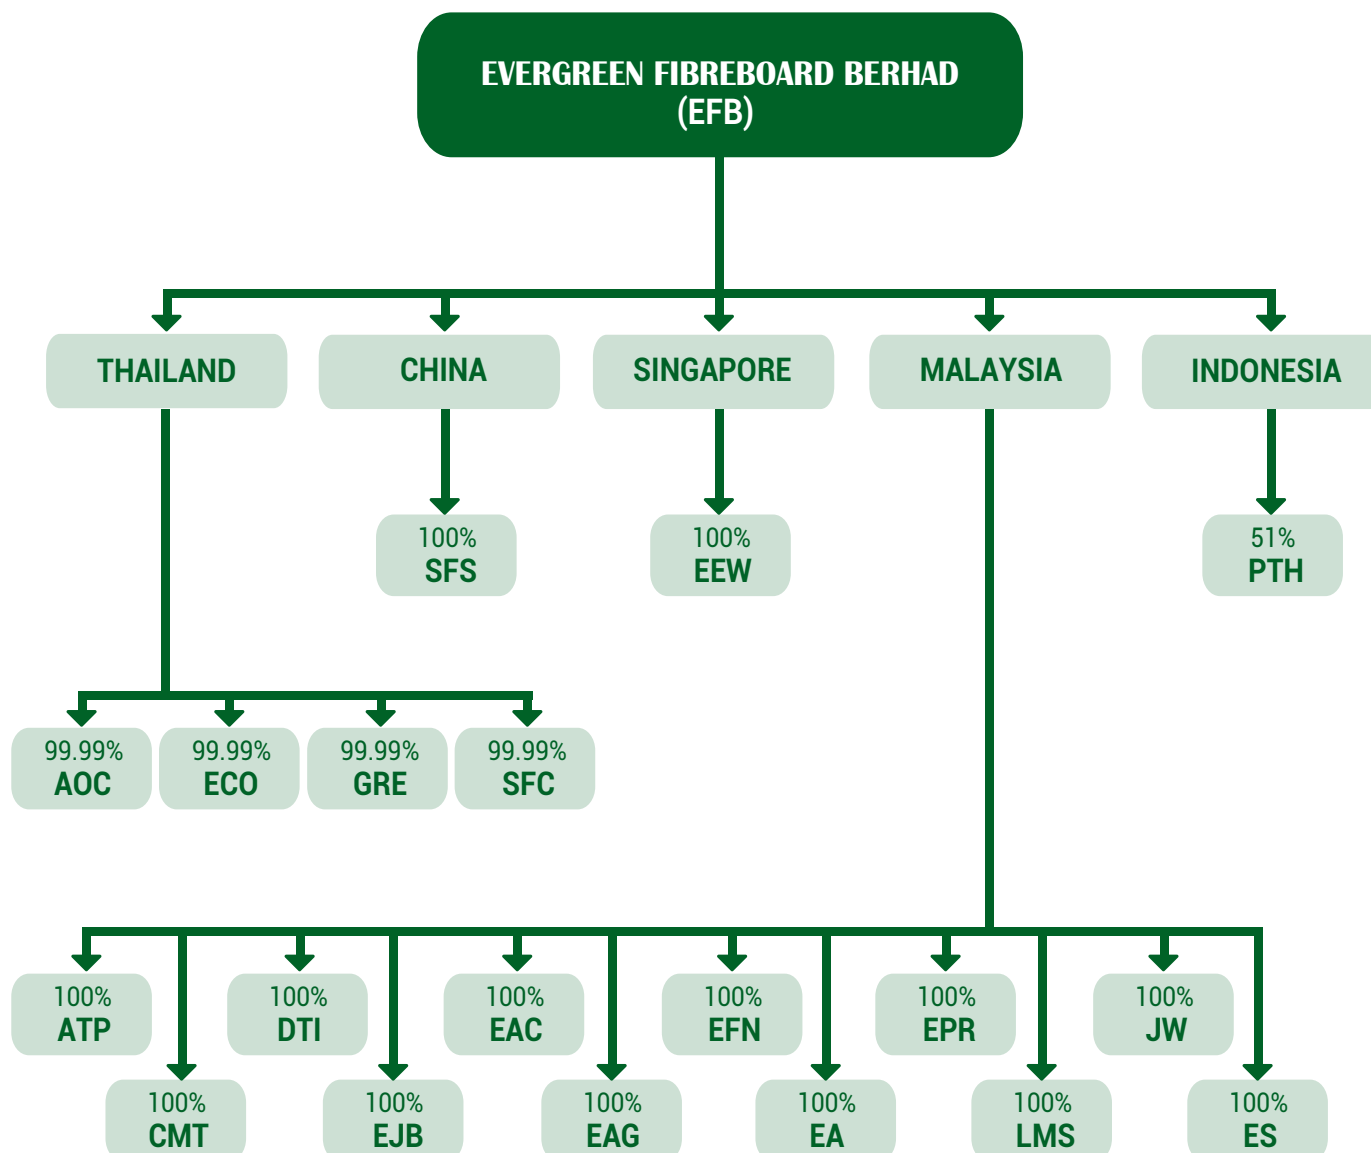 EVERGREEN FIBREBOARD BERHAD
(EFB)
THAILAND
CHINA
SINGAPORE
MALAYSIA
INDONESIA
100%
SFS
100%
EEW
51%
PTH
99.99%
AOC
99.99%
ECO
99.99%
GRE
99.99%
SFC
100%
ATP
100%
DTI
100%
EAC
100%
EFN
100%
EPR
100%
JW
100%
CMT
100%
EJB
100%
EAG
100%
EA
100%
LMS
100%
ES